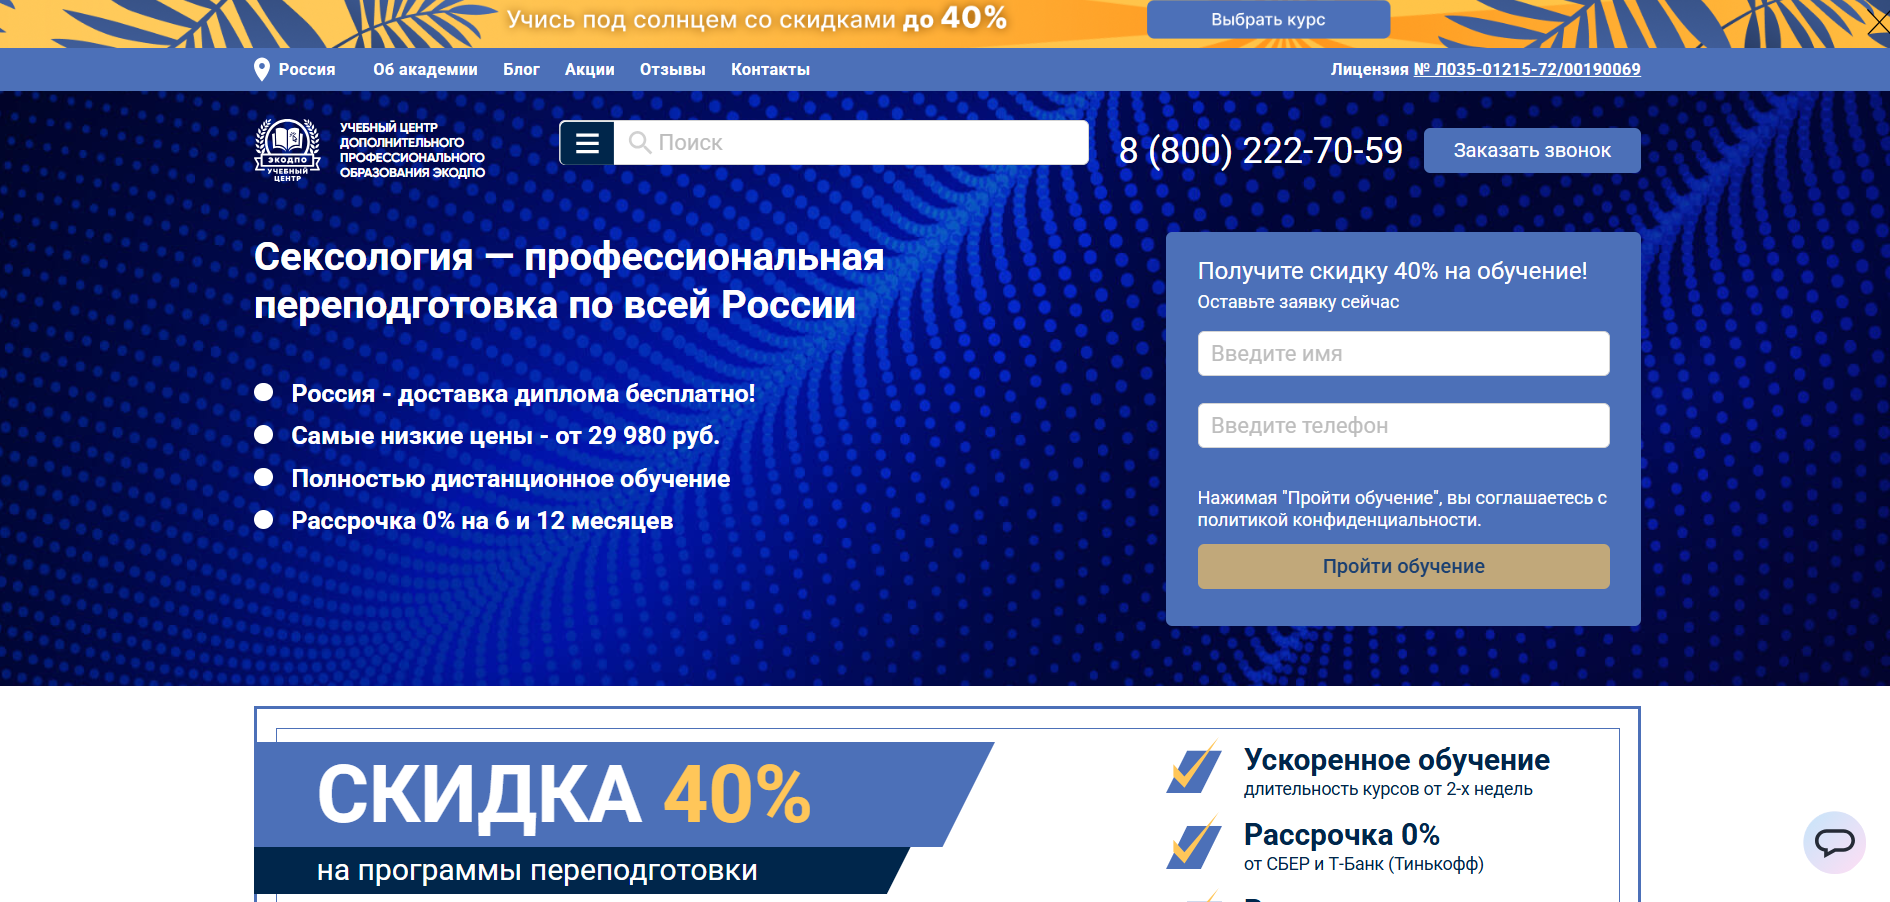 Учись под солнцем со скидками до 40%
Выбрать курс
Россия
Об академии
Блог
Акции
Отзывы
Контакты
Лицензия № Л035-01215-72/00190069
ЭКОДПО
УЧЕБНЫЙ
ЦЕНТР
УЧЕБНЫЙ ЦЕНТР
ДОПОЛНИТЕЛЬНОГО
ПРОФЕССИОНАЛЬНОГО
ОБРАЗОВАНИЯ ЭКОДПО
Поиск
8 (800) 222-70-59
Заказать звонок
Сексология — профессиональная
переподготовка по всей России
Россия - доставка диплома бесплатно!
Самые низкие цены - от 29 980 руб.
Полностью дистанционное обучение
Рассрочка 0% на 6 и 12 месяцев
Получите скидку 40% на обучение!
Оставьте заявку сейчас
Введите имя
Введите телефон
Нажимая "Пройти обучение", вы соглашаетесь с
политикой конфиденциальности.
Пройти обучение
СКИДКА 40%
на программы переподготовки
Ускоренное обучение
длительность курсов от 2-х недель
Рассрочка 0%
от СБЕР и Т-Банк (Тинькофф)